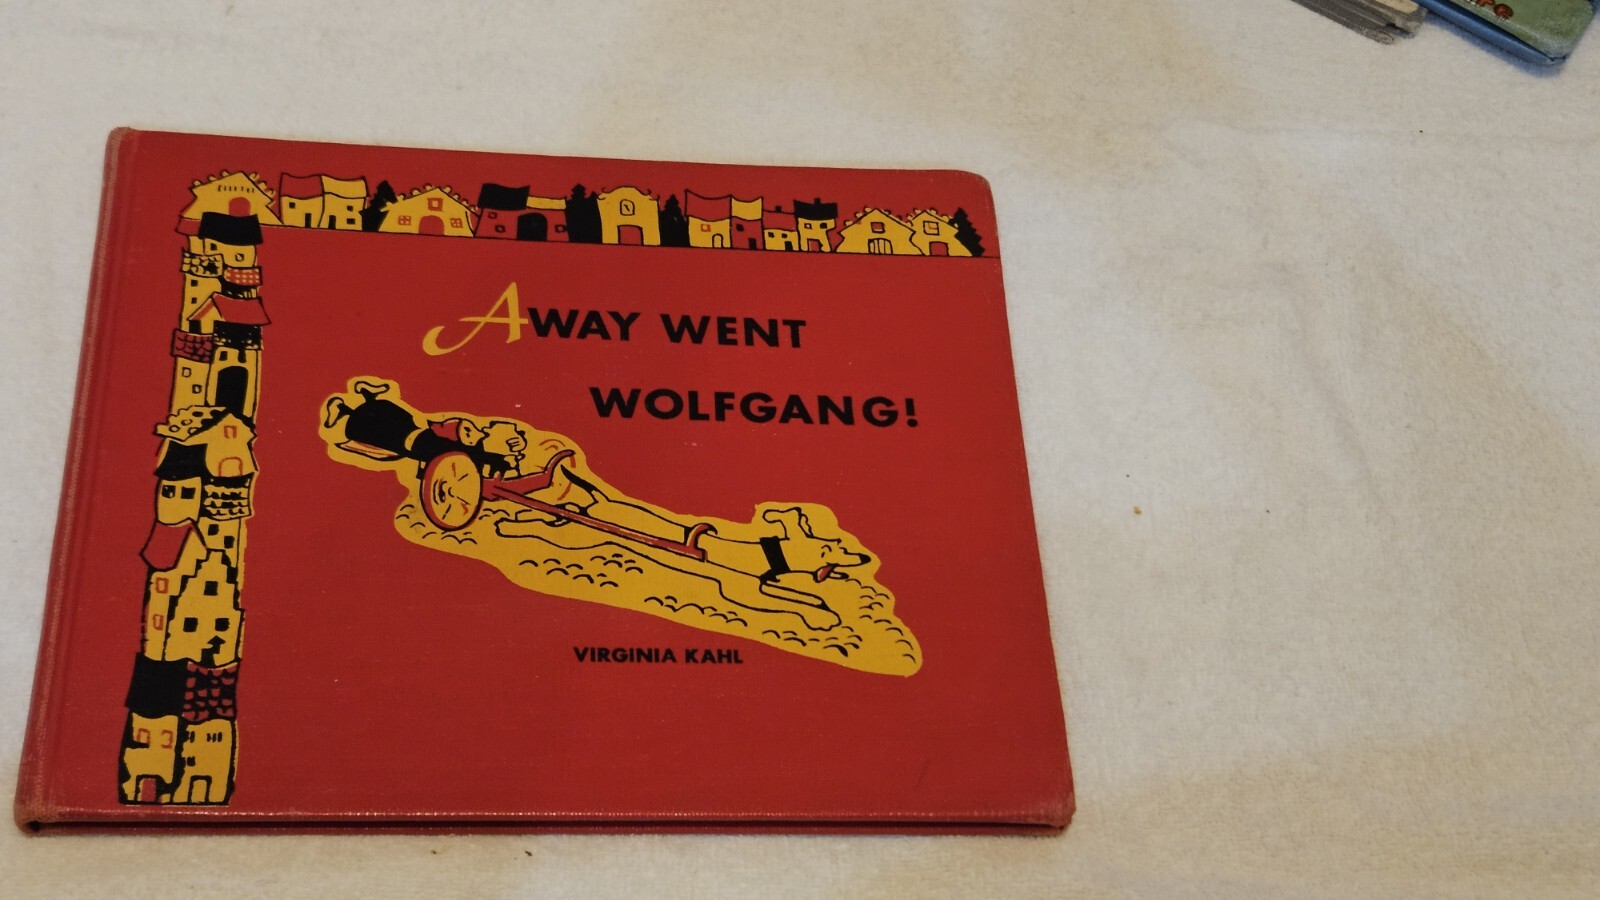 AWAY WENT
WOLFGANG!
VIRGINIA KAHL